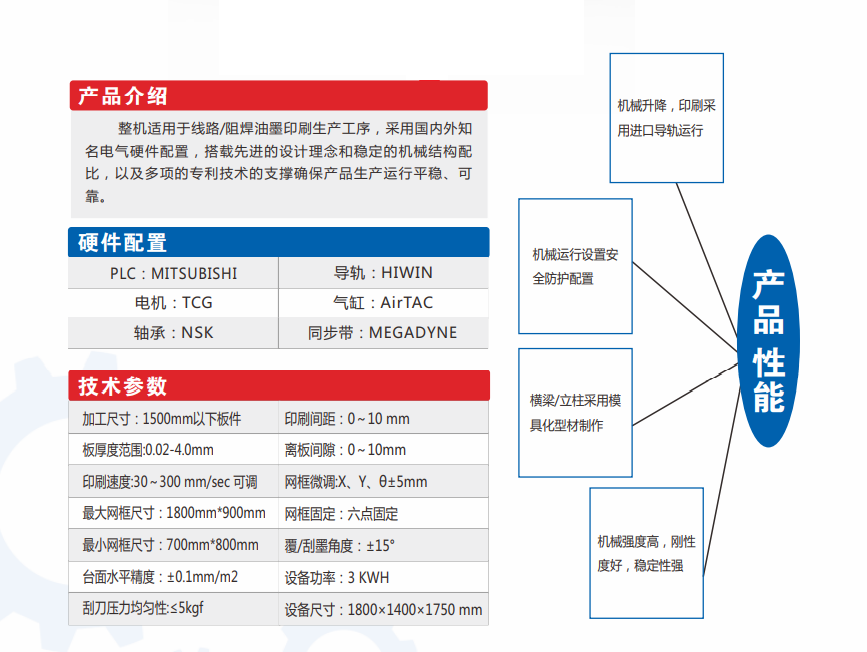 产品介绍
整机适用于线路/阻焊油墨印刷生产工序，采用国内外知
名电气硬件配置，搭载先进的设计理念和稳定的机械结构配
比，以及多项的专利技术的支撑确保产品生产运行平稳、可
靠。
硬件配置
PLC：MITSUBISHI
导轨：HIWIN
电机：TCG
气缸：AirTAC
轴承：NSK
同步带：MEGADYNE
技术参数
加工尺寸：1500mm以下板件
印刷间距：0～10 mm
板厚度范围:0.02-4.0mm
离板间隙：0～10mm
印刷速度:30～300 mm/sec 可调
网框微调:X、Y、θ±5mm
最大网框尺寸：1800mm*900mm
网框固定：六点固定
最小网框尺寸：700mm*800mm
覆/刮墨角度：±15°
台面水平精度：±0.1mm/m2
设备功率：3 KWH
刮刀压力均匀性:≤5kgf
设备尺寸：1800×1400×1750 mm
机械升降，印刷采
用进口导轨运行
机械运行设置安
全防护配置
横梁/立柱采用模
具化型材制作
机械强度高，刚性
度好，稳定性强
产品性能